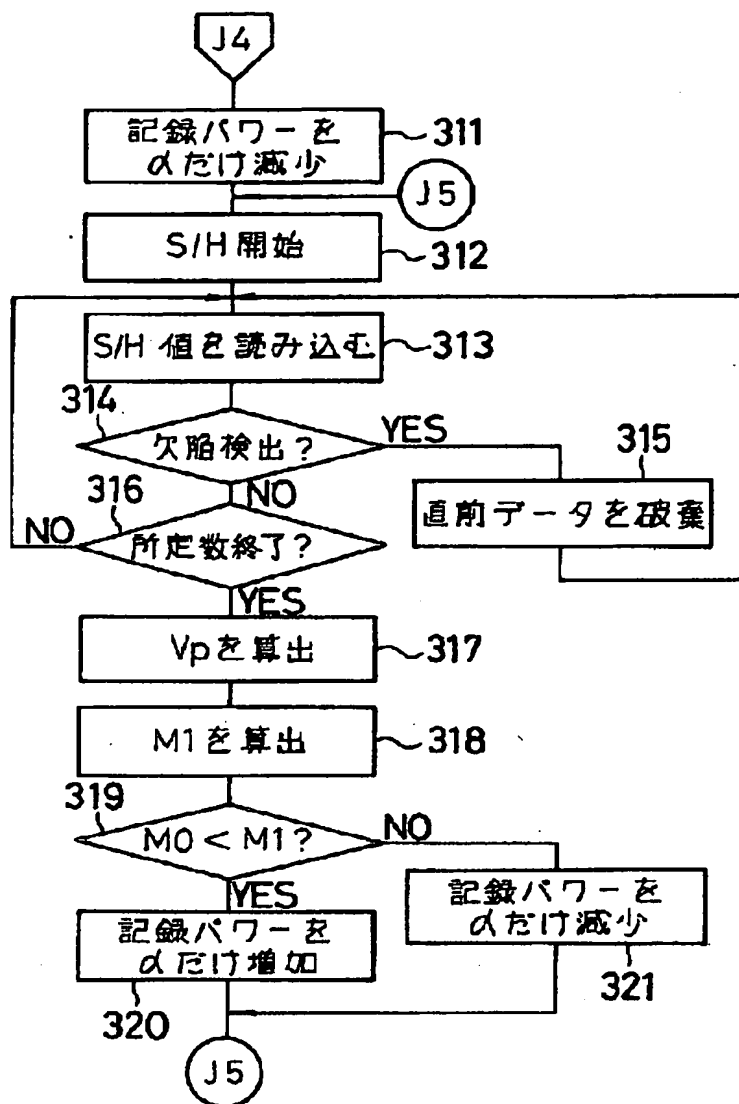 J4
記録パワーを
αだけ減少
311
J5
S/H 開始
312
S/H 値を読み込む
313
314
欠陥検出?
YES
315
直前データを破棄
NO
316
NO
所定数終了?
YES
Vpを算出
317
M1を算出
318
319
M0 < M1?
NO
YES
記録パワーを
αだけ増加
320
記録パワーを
αだけ減少
321
J5